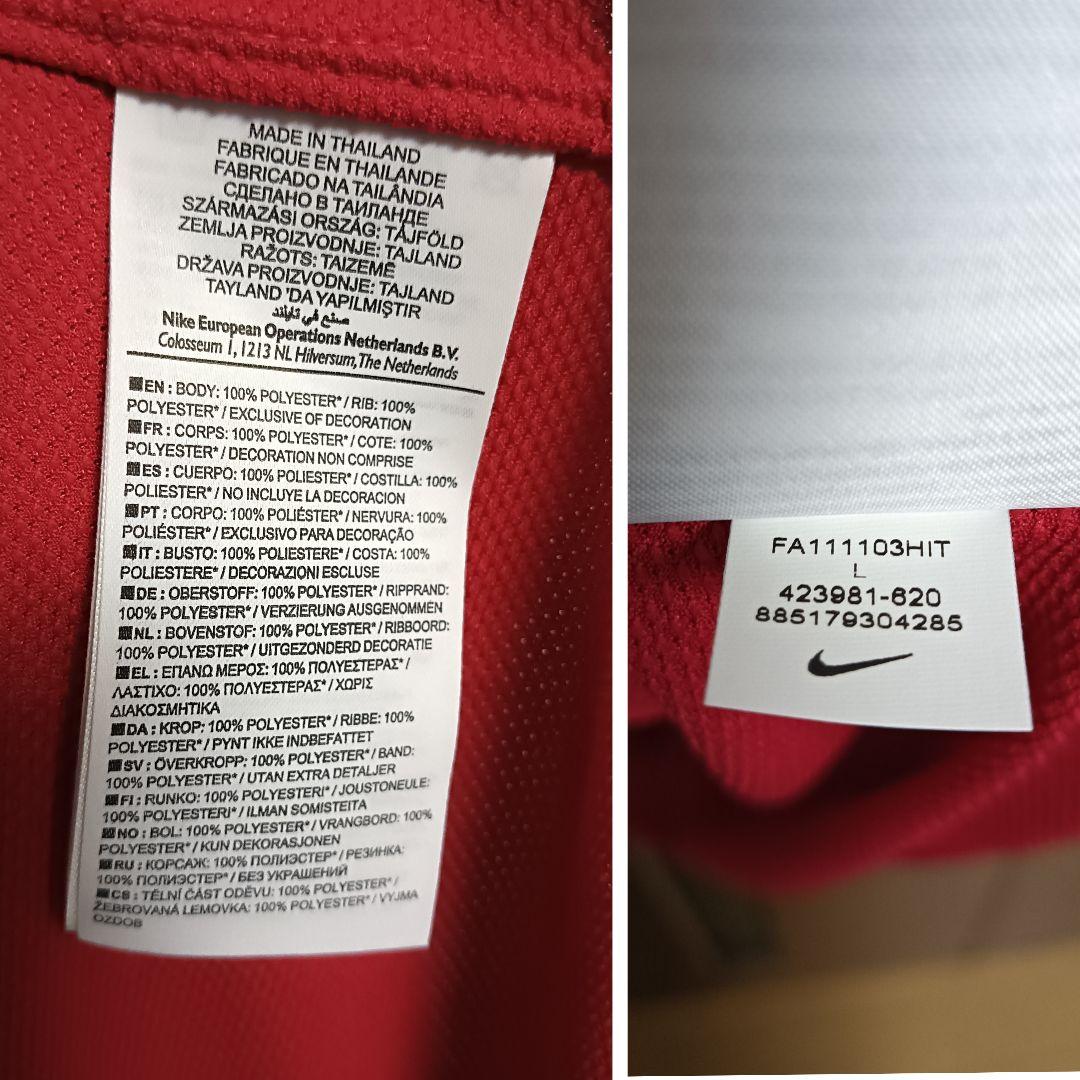 MADE IN THAILAND
FABRIQUE EN THAILANDE
FABRICADO NA TAILÂNDIA
СДЕЛАНО В ТАИЛАНДЕ
SZÁRMAZÁSI ORSZÁG: TÁJFÖLD
ZEMLJA PROIZVODNJE: TAJLAND
RAŽOTS: TAIZEMĒ
DRŽAVA PROIZVODNJE: TAJLAND
TAYLAND 'DA YAPILMIŞTIR
صنع في تايلند
Nike European Operations Netherlands B.V.
Colosseum 1, 1213 NL Hilversum, The Netherlands
EN : BODY: 100% POLYESTER* / RIB: 100%
POLYESTER* / EXCLUSIVE OF DECORATION
FR : CORPS: 100% POLYESTER* / COTE: 100%
POLYESTER* / DECORATION NON COMPRISE
ES : CUERPO: 100% POLIESTER* / COSTILLA: 100%
POLIESTER* / NO INCLUYE LA DECORACION
PT : CORPO: 100% POLIÉSTER* / NERVURA: 100%
POLIÉSTER* / EXCLUSIVO PARA DECORAÇÃO
IT : BUSTO: 100% POLIESTERE* / COSTA: 100%
POLIESTERE* / DECORAZIONI ESCLUSE
DE : OBERSTOFF: 100% POLYESTER* / RIPPRAND:
100% POLYESTER* / VERZIERUNG AUSGENOMMEN
NL : BOVENSTOF: 100% POLYESTER* / RIBBOORD:
100% POLYESTER* / UITGEZONDERD DECORATIE
EL : ΕΠΑΝΩ ΜΕΡΟΣ: 100% ΠΟΛΥΕΣΤΕΡΑΣ* /
ΛΑΣΤΙΧΟ: 100% ΠΟΛΥΕΣΤΕΡΑΣ* / ΧΩΡΙΣ
ΔΙΑΚΟΣΜΗΤΙΚΑ
DA : KROP: 100% POLYESTER* / RIBBE: 100%
POLYESTER* / PYNT IKKE INDBEFATTET
SV : ÖVERKROPP: 100% POLYESTER* / BAND:
100% POLYESTER* / UTAN EXTRA DETALJER
FI : RUNKO: 100% POLYESTERI* / JOUSTONEULE:
100% POLYESTERI* / ILMAN SOMISTEITA
NO : BOL: 100% POLYESTER* / VRANGBORD: 100%
POLYESTER* / KUN DEKORASJONEN
RU : КОРСАЖ: 100% ПОЛИЭСТЕР* / РЕЗИНКА:
100% ПОЛИЭСТЕР* / БЕЗ УКРАШЕНИЙ
CS : TĚLNÍ ČÁST ODĚVU: 100% POLYESTER* /
ŽEBROVANÁ LEMOVKA: 100% POLYESTER* / VYJMA
OZDOB
FA111103HIT
L
423981-620
885179304285